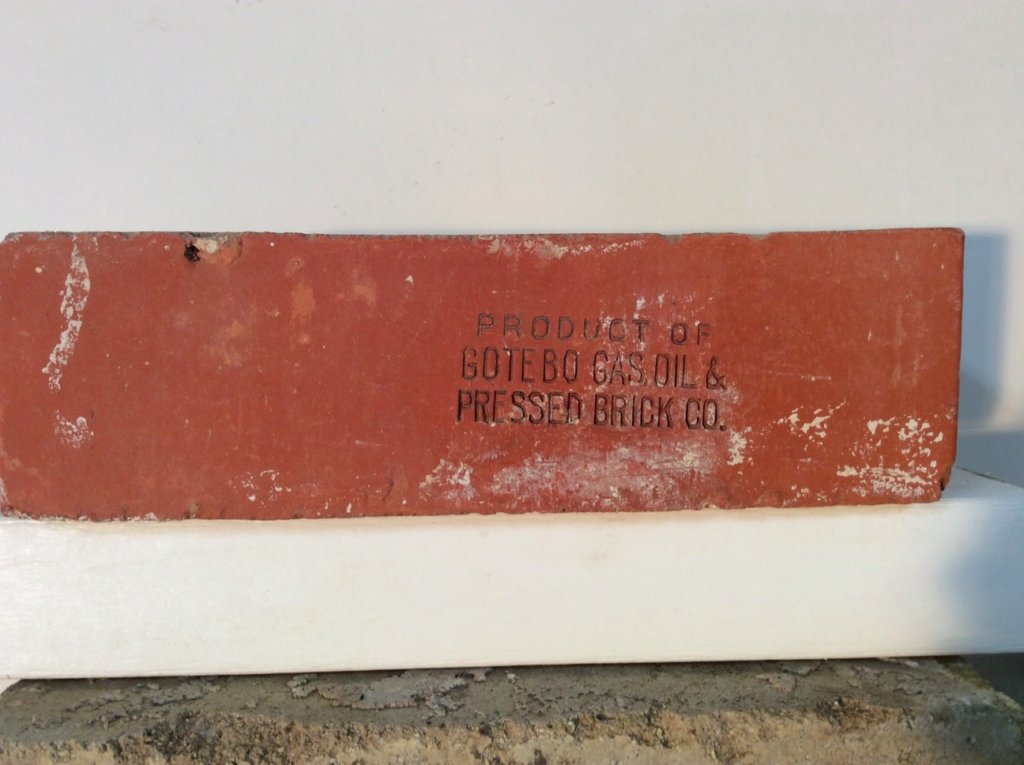 PRODUCT OF
GOTEBO GAS, OIL &
PRESSED BRICK CO.